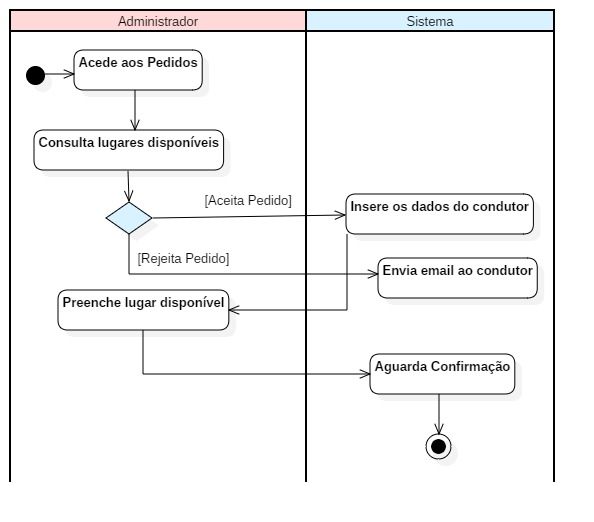 Administrador
Sistema
Acede aos Pedidos
Consulta lugares disponíveis
[Aceita Pedido]
Insere os dados do condutor
[Rejeita Pedido]
Envia email ao condutor
Preenche lugar disponível
Aguarda Confirmação